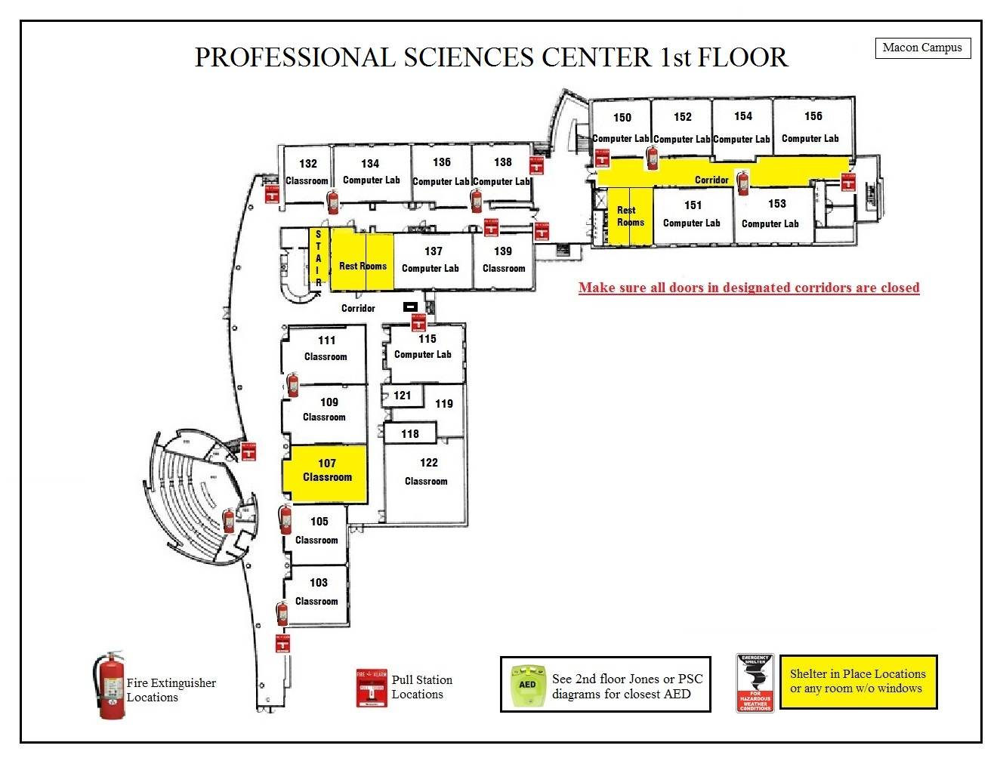 PROFESSIONAL SCIENCES CENTER 1st FLOOR
Macon Campus
150
Computer Lab
152
Computer Lab
154
Computer Lab
156
Computer Lab
132
Classroom
134
Computer Lab
136
Computer Lab
138
Computer Lab
Corridor
Rest
Rooms
151
Computer Lab
153
Computer Lab
STAIR
Rest Rooms
137
Computer Lab
139
Classroom
Make sure all doors in designated corridors are closed
Corridor
111
Classroom
115
Computer Lab
109
Classroom
121
119
118
107
Classroom
122
Classroom
105
Classroom
103
Classroom
Fire Extinguisher
Locations
FIRE ALARM
PULL DOWN
Pull Station
Locations
AED
See 2nd floor Jones or PSC
diagrams for closest AED
EMERGENCY
SHELTER
FOR
HAZARDOUS
WEATHER
CONDITIONS
Shelter in Place Locations
or any room w/o windows